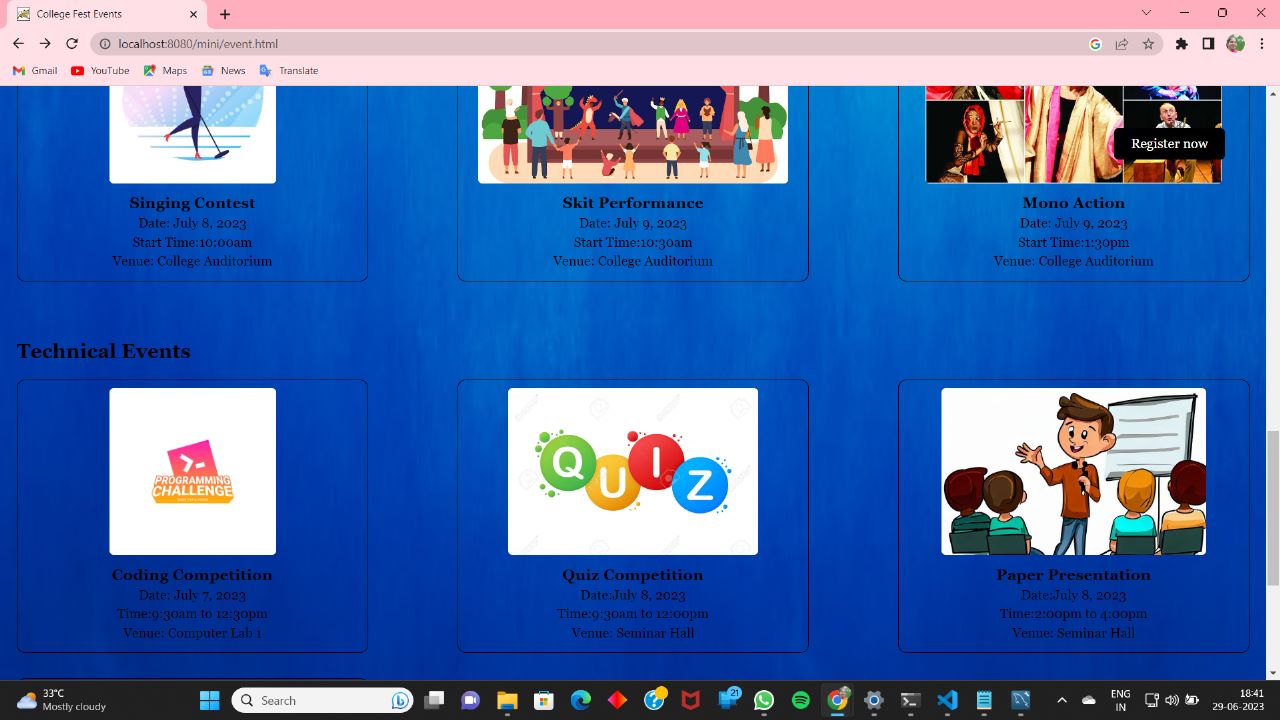 College Fest Events
localhost:8080/mini/event.html
Gmail
YouTube
Maps
News
Translate
Register now
Singing Contest
Date: July 8, 2023
Start Time:10:00am
Venue: College Auditorium
Skit Performance
Date: July 9, 2023
Start Time:10:30am
Venue: College Auditorium
Mono Action
Date: July 9, 2023
Start Time:1:30pm
Venue: College Auditorium
Technical Events
PROGRAMMING
CHALLENGE
Coding Competition
Date: July 7, 2023
Time:9:30am to 12:30pm
Venue: Computer Lab 1
QUIZ
Quiz Competition
Date:July 8, 2023
Time:9:30am to 12:00pm
Venue: Seminar Hall
Paper Presentation
Date:July 8, 2023
Time:2:00pm to 4:00pm
Venue: Seminar Hall
33°C
Mostly cloudy
Search
21
ENG
IN
18:41
29-06-2023